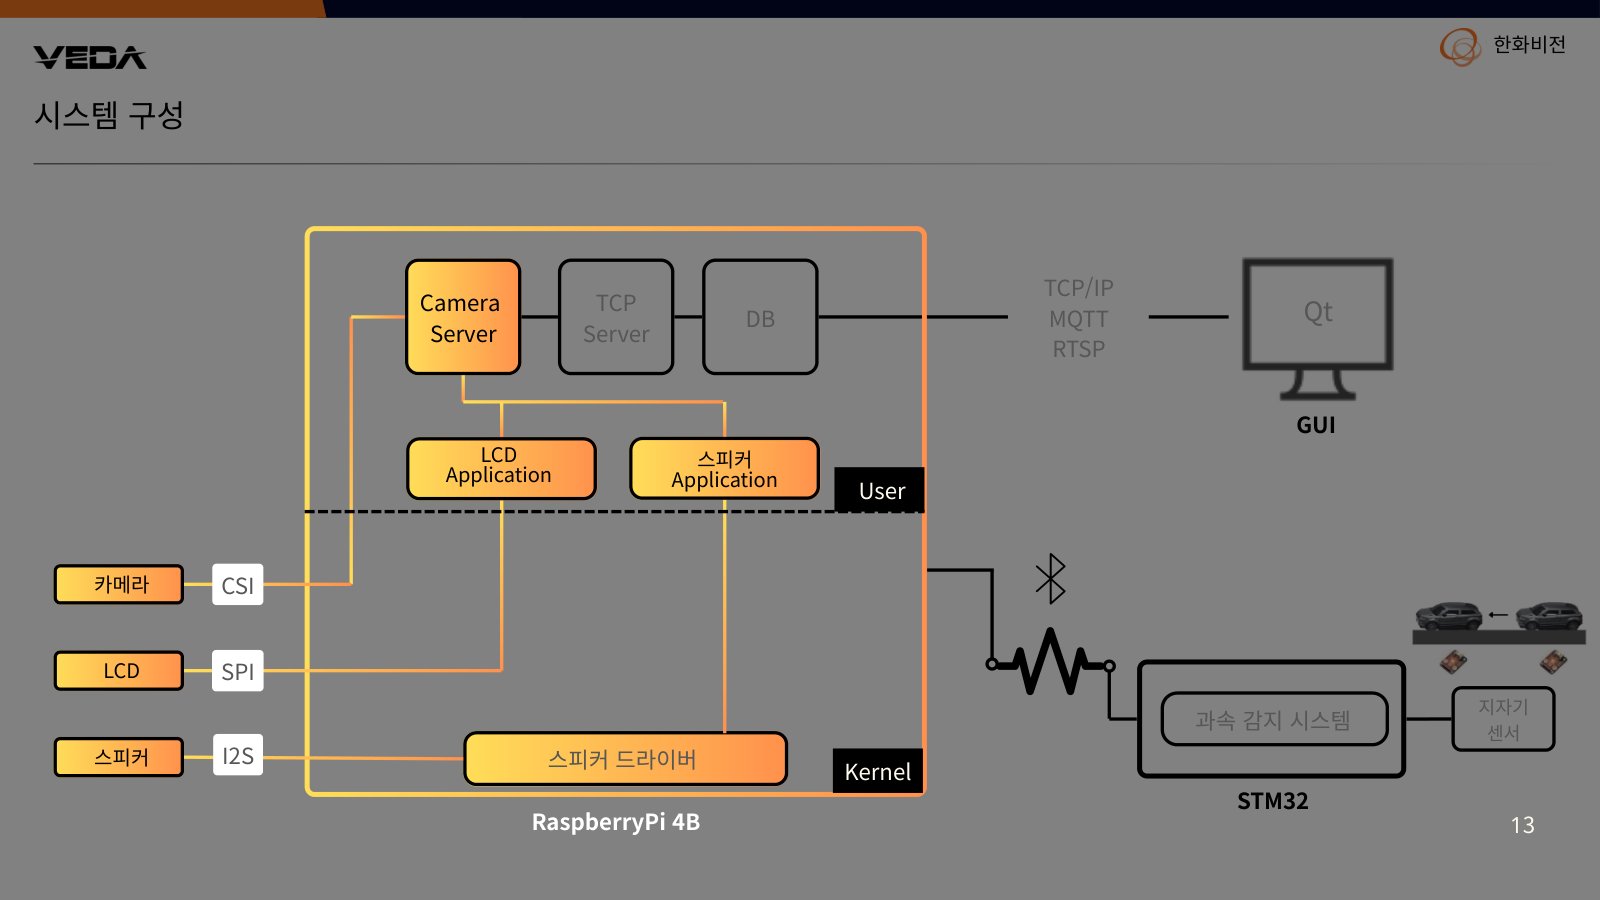 VEDA
한화비전
시스템 구성
Camera
Server
TCP
Server
DB
TCP/IP
MQTT
RTSP
Qt
GUI
LCD
Application
스피커
Application
User
카메라
CSI
LCD
SPI
스피커
I2S
스피커 드라이버
Kernel
RaspberryPi 4B
과속 감지 시스템
STM32
지자기
센서
13